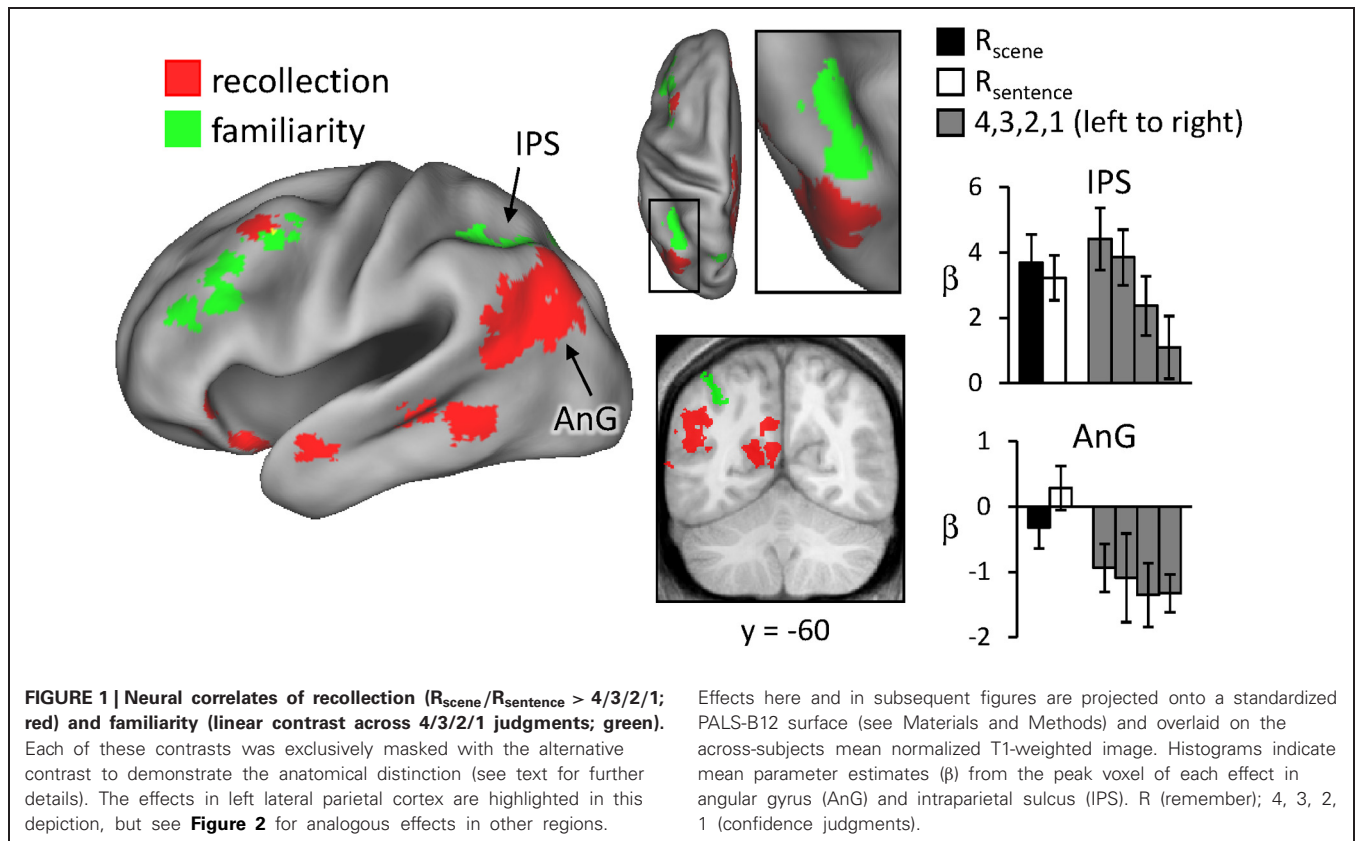 recollection
familiarity
IPS
AnG
y = -60
R_scene
R_sentence
4,3,2,1 (left to right)
IPS
6
4
2
0
β
AnG
1
0
-1
-2
β
FIGURE 1 | Neural correlates of recollection (R_scene/R_sentence > 4/3/2/1;
red) and familiarity (linear contrast across 4/3/2/1 judgments; green).
Each of these contrasts was exclusively masked with the alternative
contrast to demonstrate the anatomical distinction (see text for further
details). The effects in left lateral parietal cortex are highlighted in this
depiction, but see Figure 2 for analogous effects in other regions.
Effects here and in subsequent figures are projected onto a standardized
PALS-B12 surface (see Materials and Methods) and overlaid on the
across-subjects mean normalized T1-weighted image. Histograms indicate
mean parameter estimates (β) from the peak voxel of each effect in
angular gyrus (AnG) and intraparietal sulcus (IPS). R (remember); 4, 3, 2,
1 (confidence judgments).